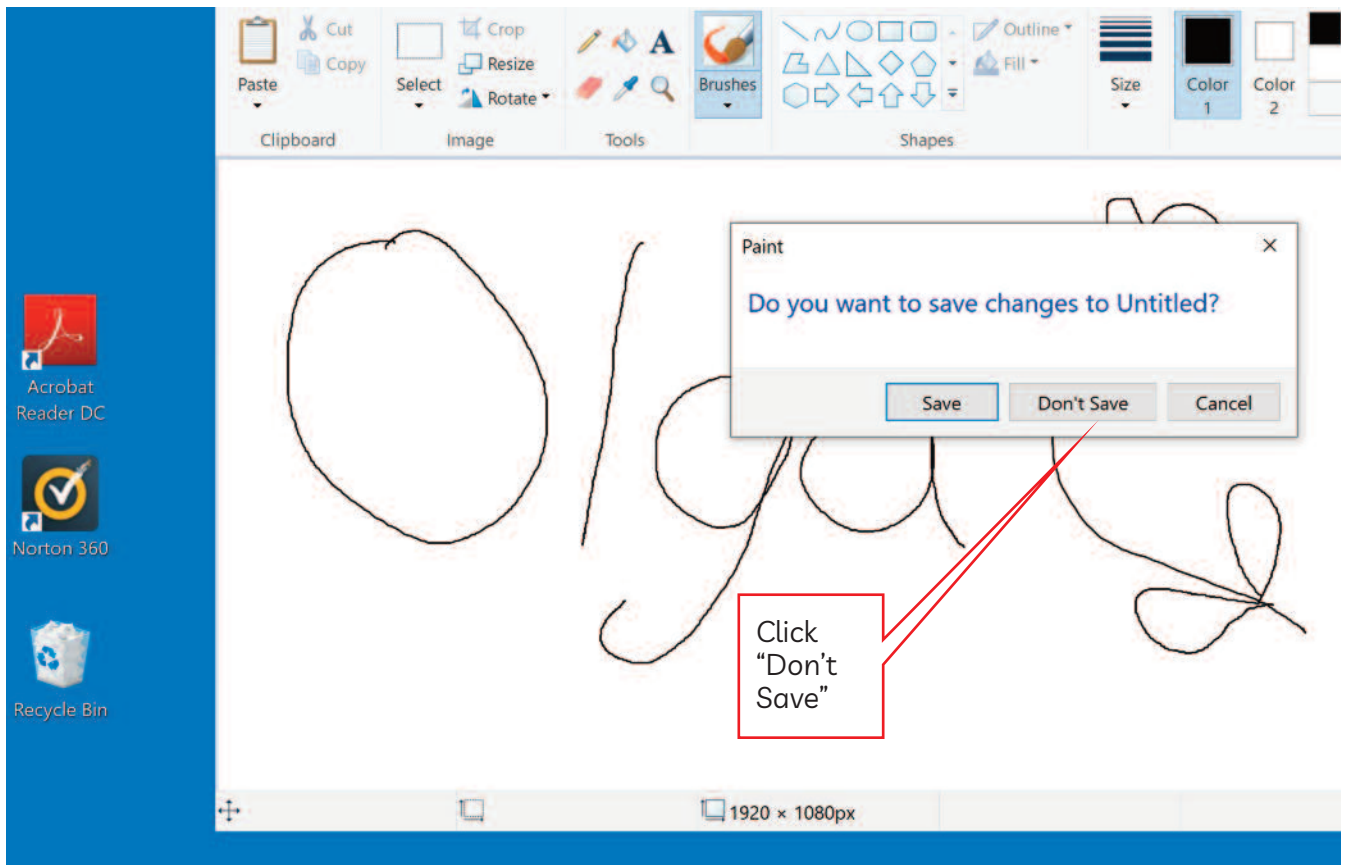 Cut
Copy
Paste
Clipboard
Select
Crop
Resize
Rotate
Image
A
Tools
Brushes
Outline
Fill
Shapes
Size
Color
1
Color
2
Paint
Do you want to save changes to Untitled?
Save
Don't Save
Cancel
Acrobat
Reader DC
Norton 360
Recycle Bin
Click
“Don’t
Save”
1920 × 1080px